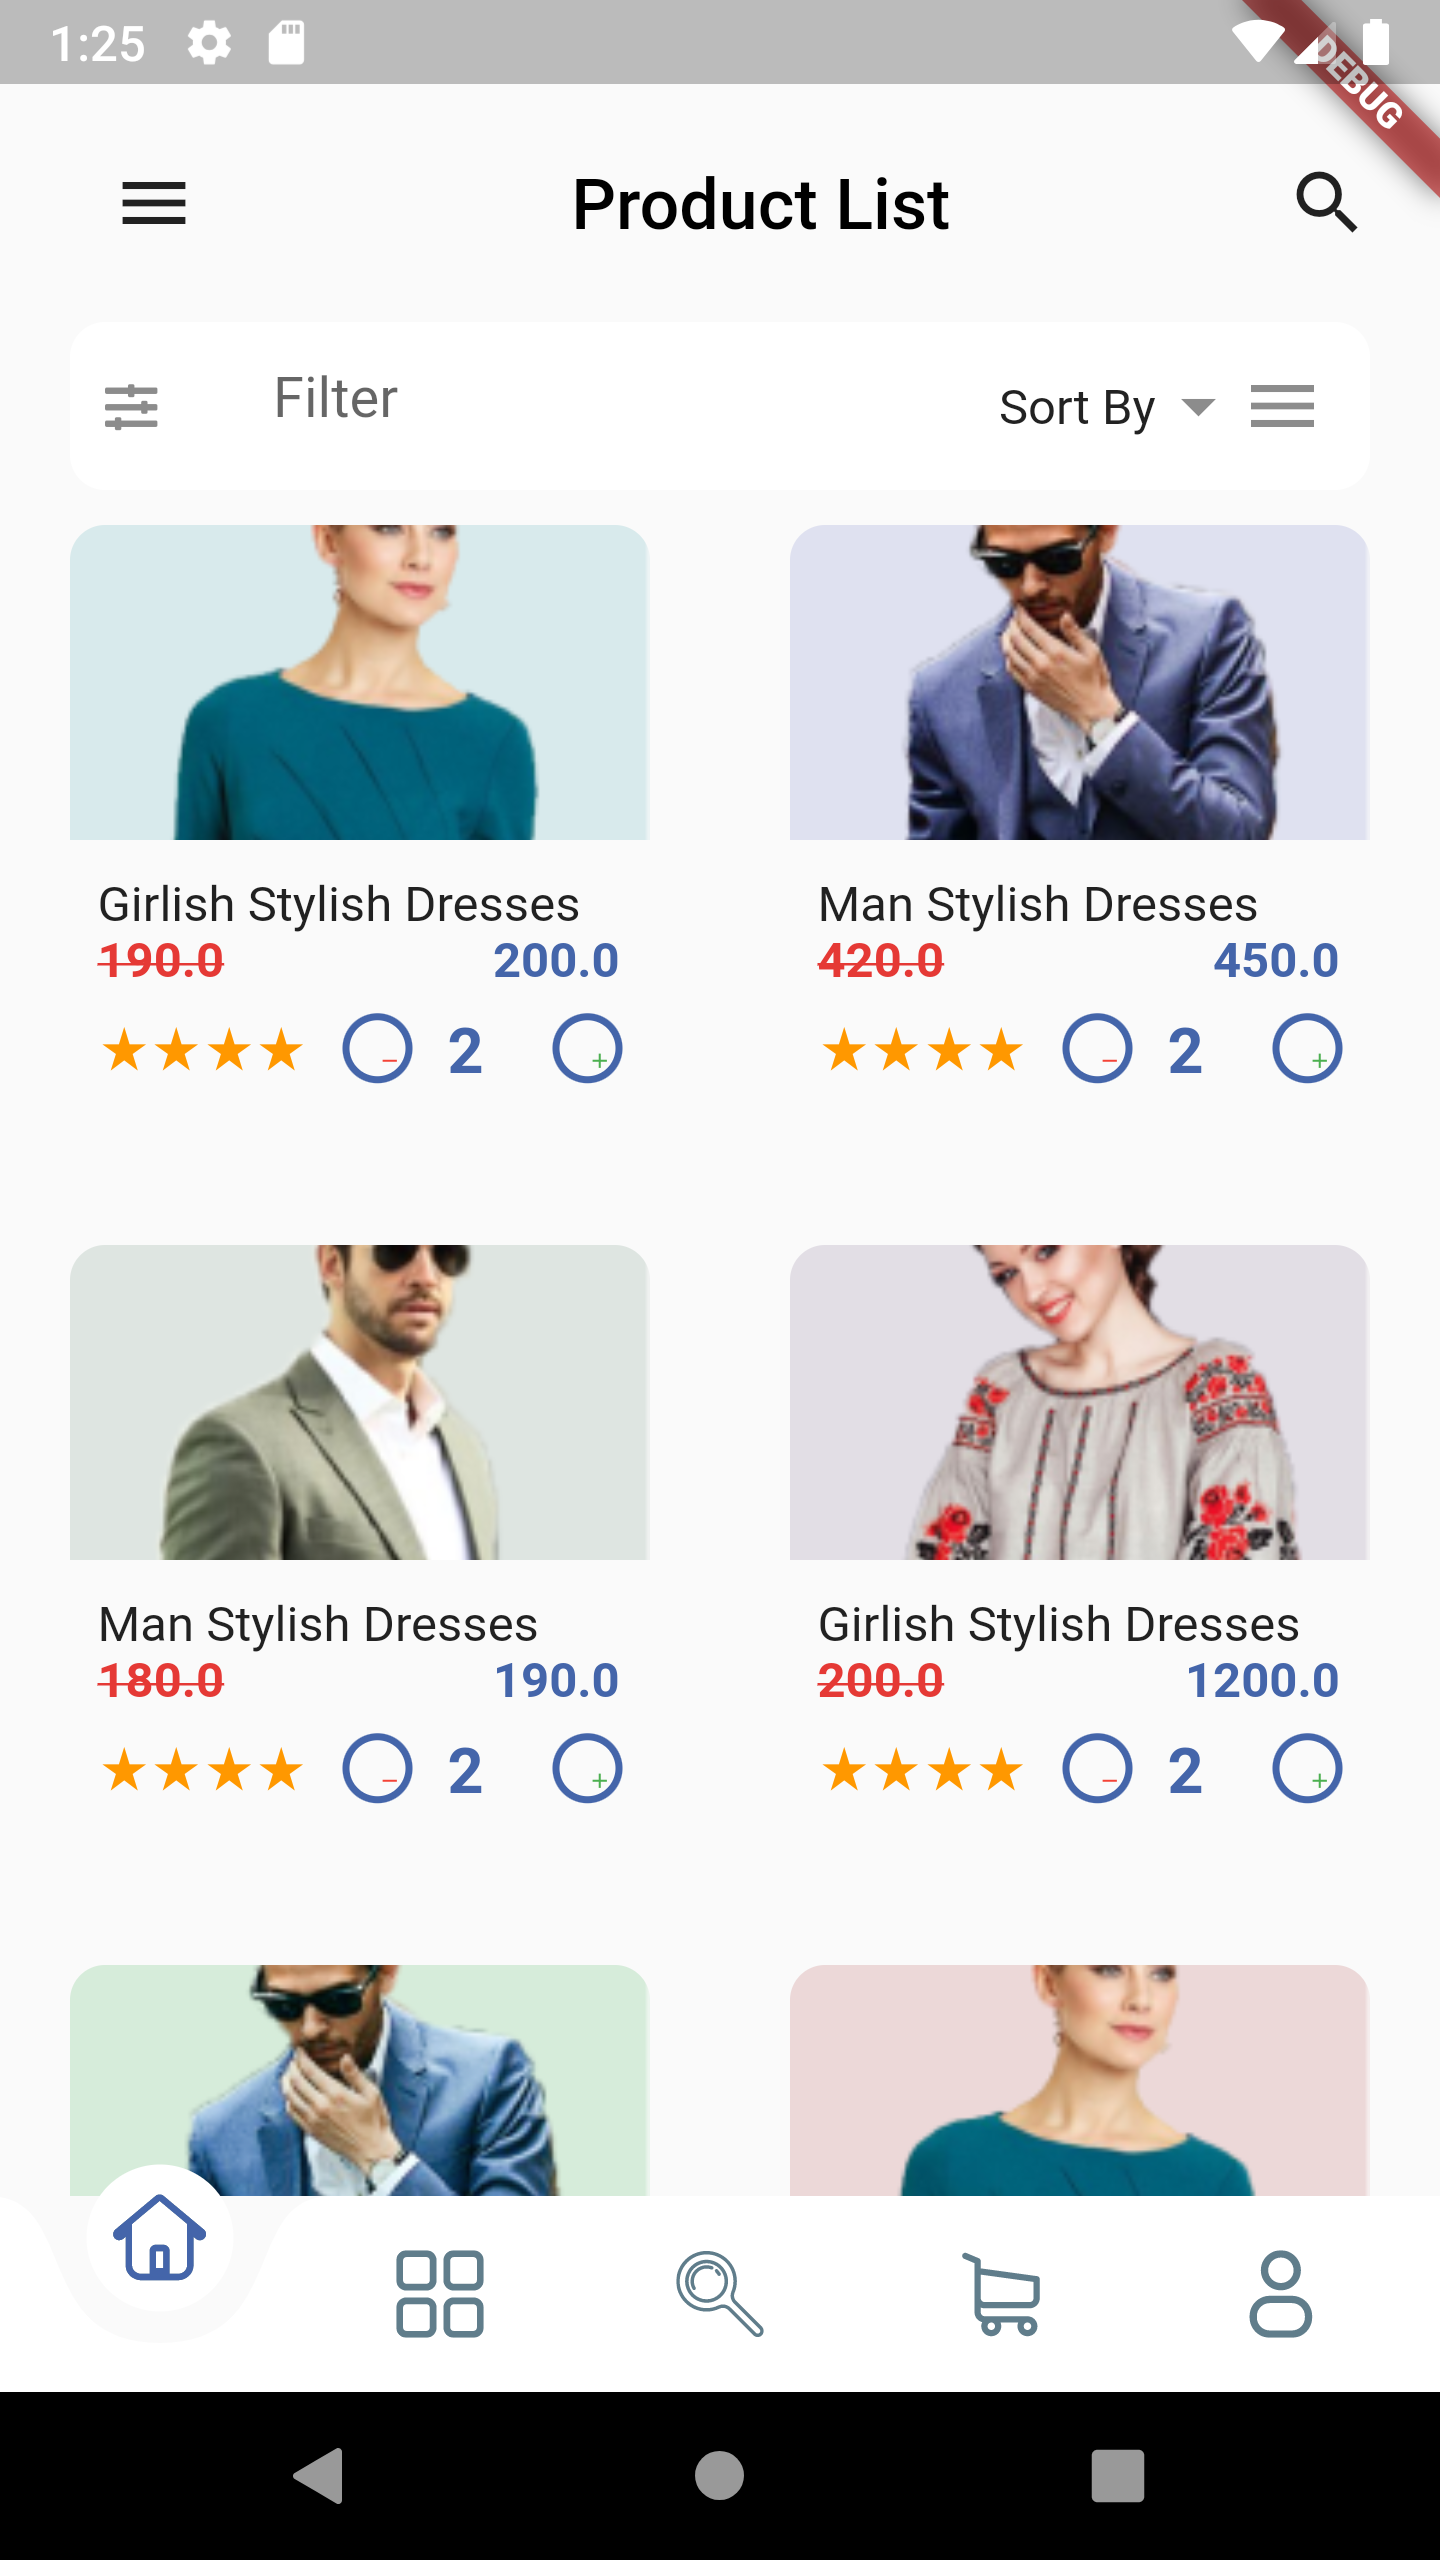 1:25
DEBUG
Product List
Filter
Sort By
Girlish Stylish Dresses
190.0 200.0
2
Man Stylish Dresses
420.0 450.0
2
Man Stylish Dresses
180.0 190.0
2
Girlish Stylish Dresses
200.0 1200.0
2